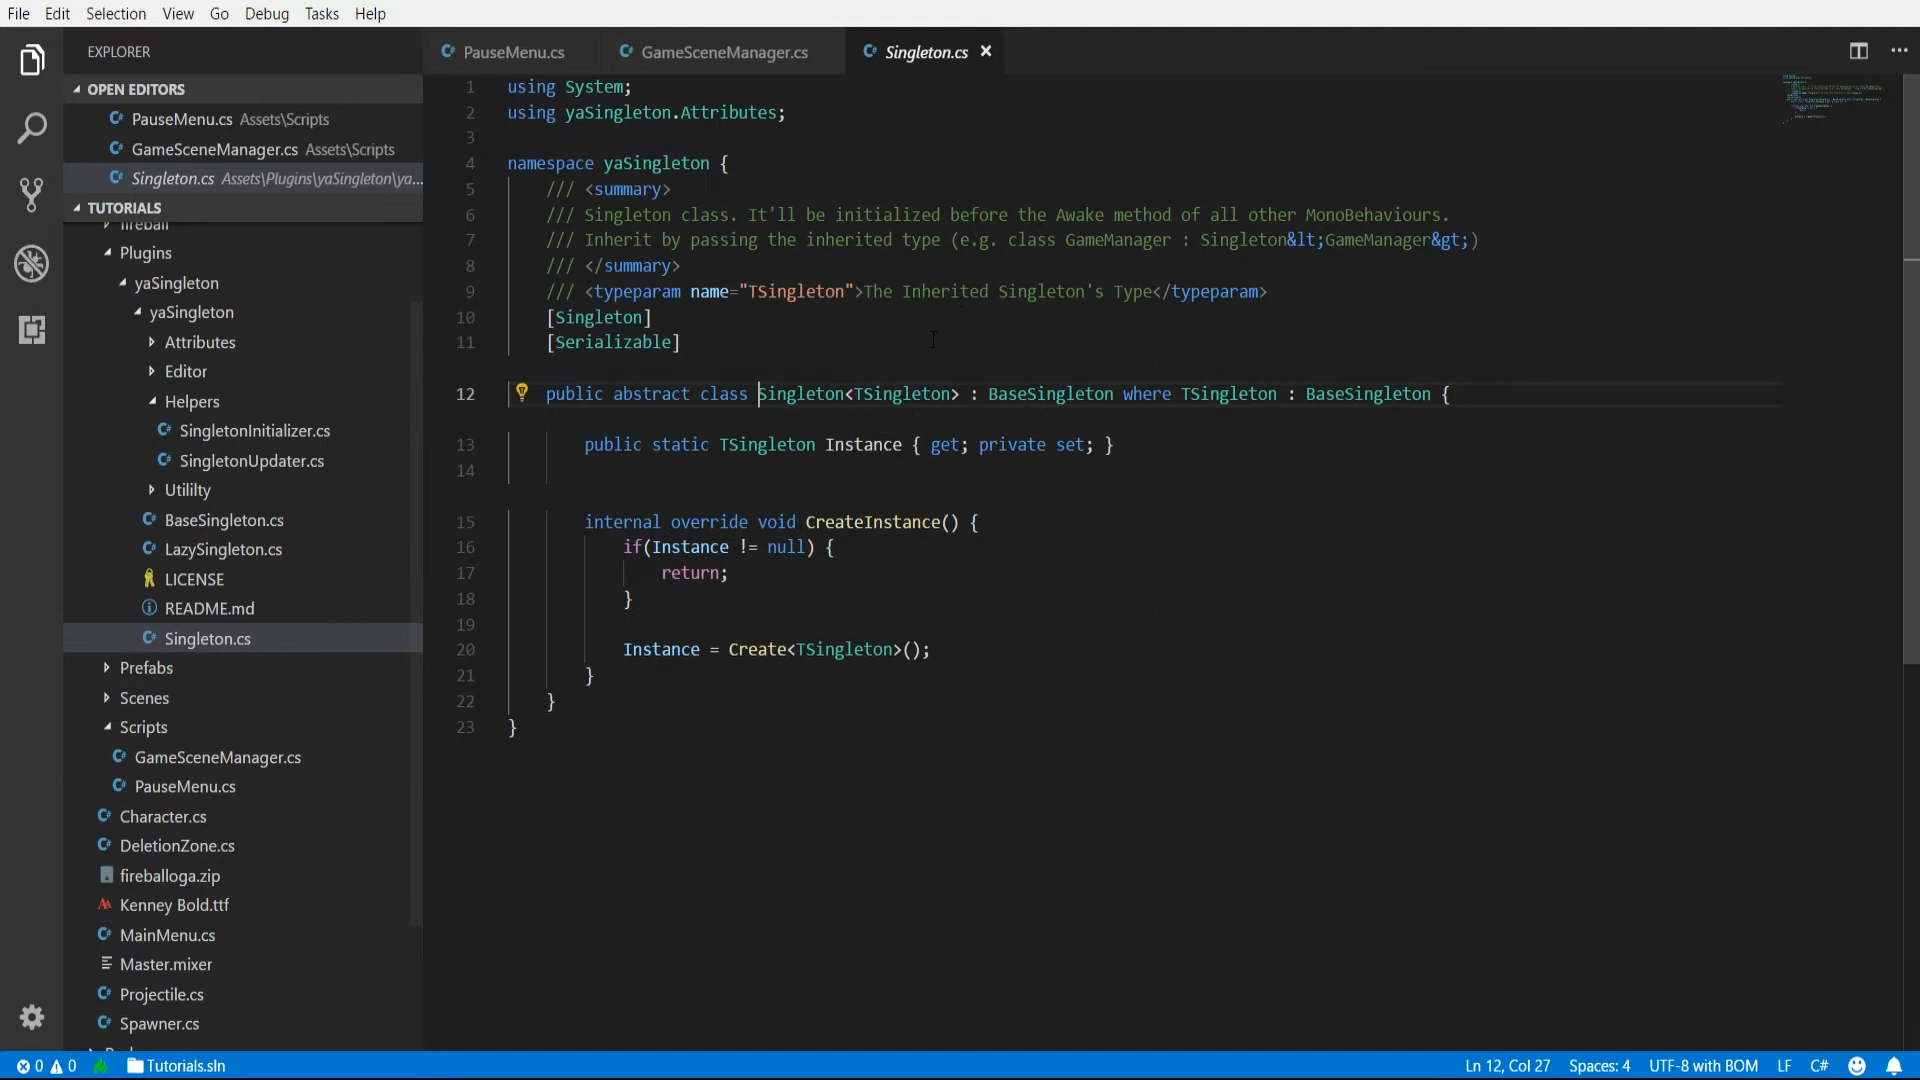 File Edit Selection View Go Debug Tasks Help
EXPLORER
OPEN EDITORS
PauseMenu.cs Assets\Scripts
GameSceneManager.cs Assets\Scripts
Singleton.cs Assets\Plugins\yaSingleton\ya...
TUTORIALS
fireball
Plugins
yaSingleton
yaSingleton
Attributes
Editor
Helpers
SingletonInitializer.cs
SingletonUpdater.cs
Utililty
BaseSingleton.cs
LazySingleton.cs
LICENSE
README.md
Singleton.cs
Prefabs
Scenes
Scripts
GameSceneManager.cs
PauseMenu.cs
Character.cs
DeletionZone.cs
fireballoga.zip
Kenney Bold.ttf
MainMenu.cs
Master.mixer
Projectile.cs
Spawner.cs
PauseMenu.cs GameSceneManager.cs Singleton.cs
1 using System;
2 using yaSingleton.Attributes;
3
4 namespace yaSingleton {
5 /// <summary>
6 /// Singleton class. It'll be initialized before the Awake method of all other MonoBehaviours.
7 /// Inherit by passing the inherited type (e.g. class GameManager : Singleton&lt;GameManager&gt;)
8 /// </summary>
9 /// <typeparam name="TSingleton">The Inherited Singleton's Type</typeparam>
10 [Singleton]
11 [Serializable]
12 public abstract class Singleton<TSingleton> : BaseSingleton where TSingleton : BaseSingleton {
13 public static TSingleton Instance { get; private set; }
14
15 internal override void CreateInstance() {
16 if(Instance != null) {
17 return;
18 }
19
20 Instance = Create<TSingleton>();
21 }
22 }
23 }
0 0 Tutorials.sln Ln 12, Col 27 Spaces: 4 UTF-8 with BOM LF C#